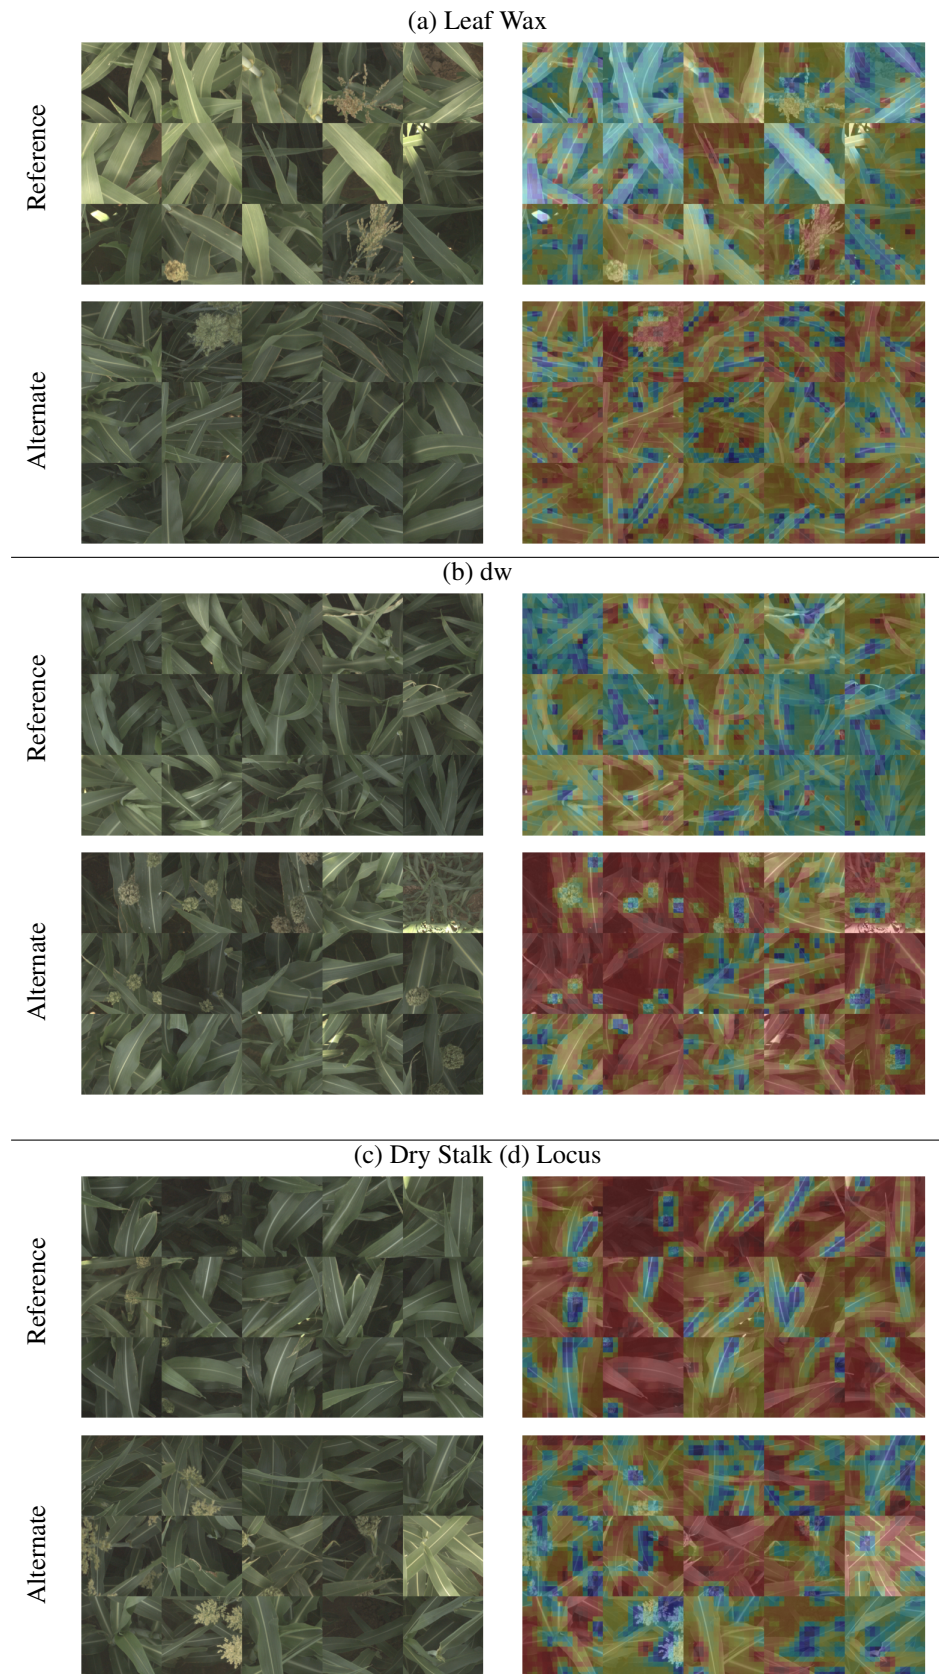 (a) Leaf Wax
Reference
Alternate
(b) dw
Reference
Alternate
(c) Dry Stalk (d) Locus
Reference
Alternate